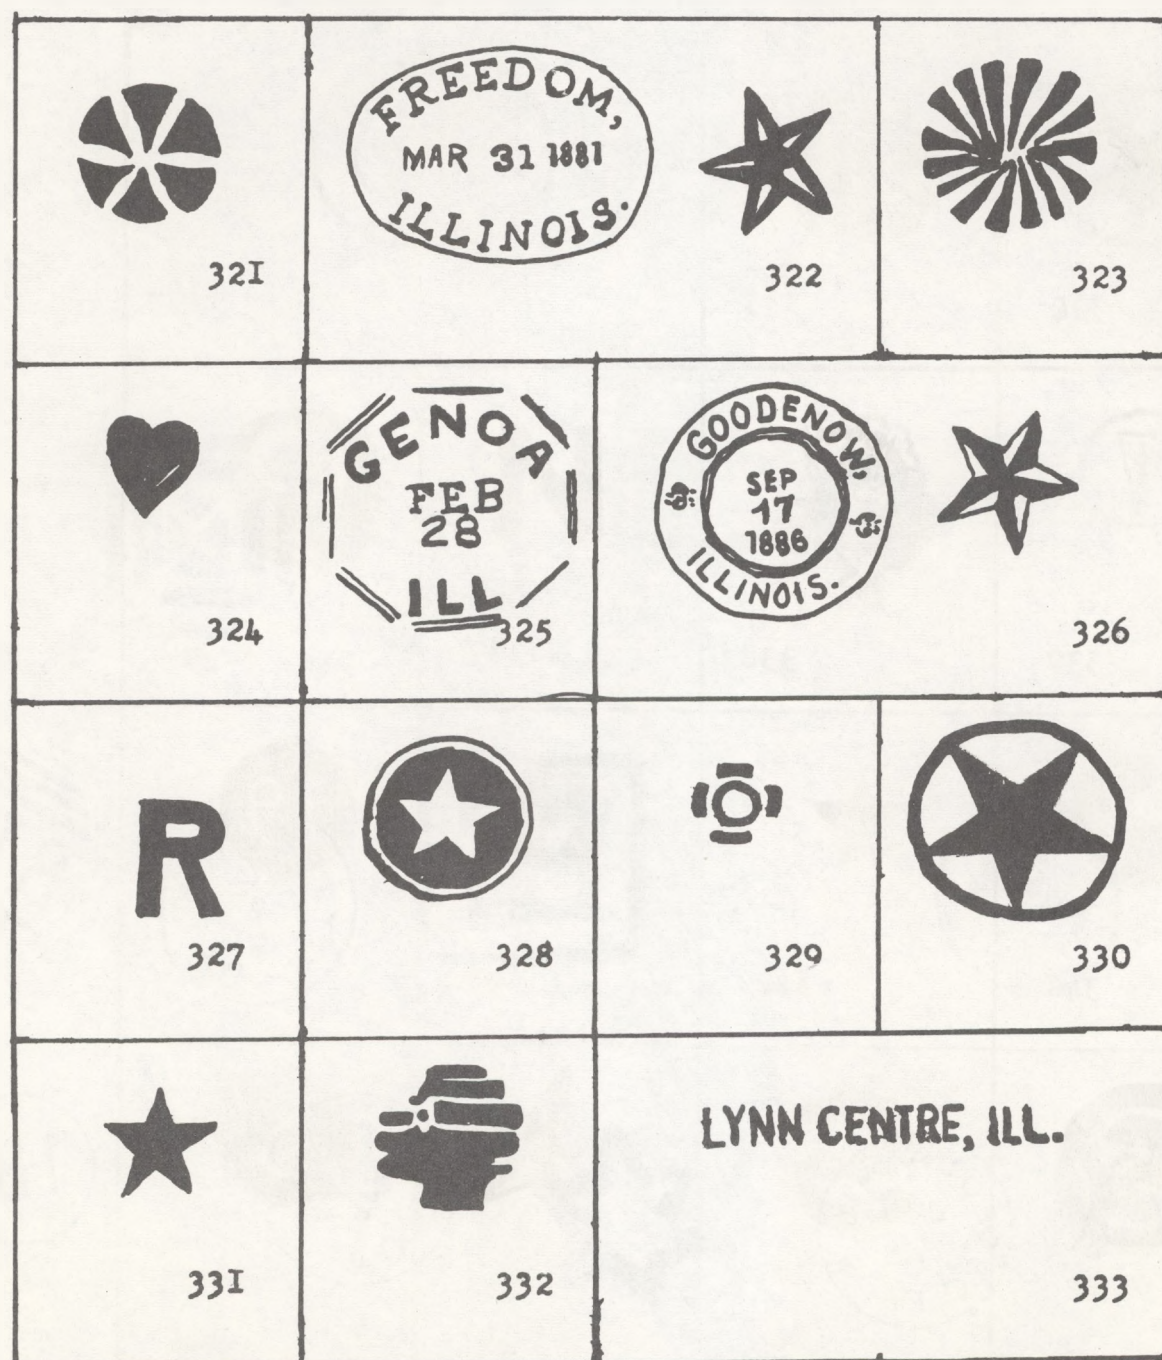 321
FREEDOM,
MAR 31 1881
ILLINOIS.
322
323
324
GENOA
FEB
28
ILL
325
GOODENOW,
SEP
17
1886
ILLINOIS.
326
R
327
328
329
330
331
332
LYNN CENTRE, ILL.
333